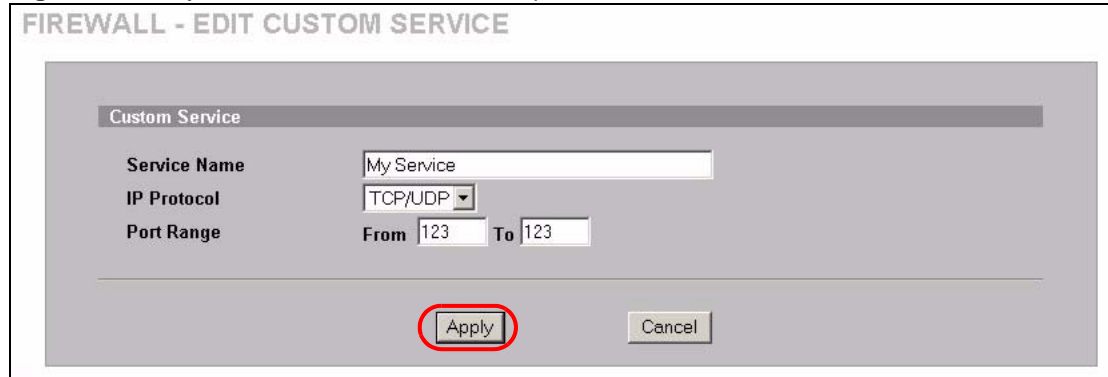 FIREWALL - EDIT CUSTOM SERVICE
Custom Service
Service Name My Service
IP Protocol TCP/UDP
Port Range From 123 To 123
Apply Cancel